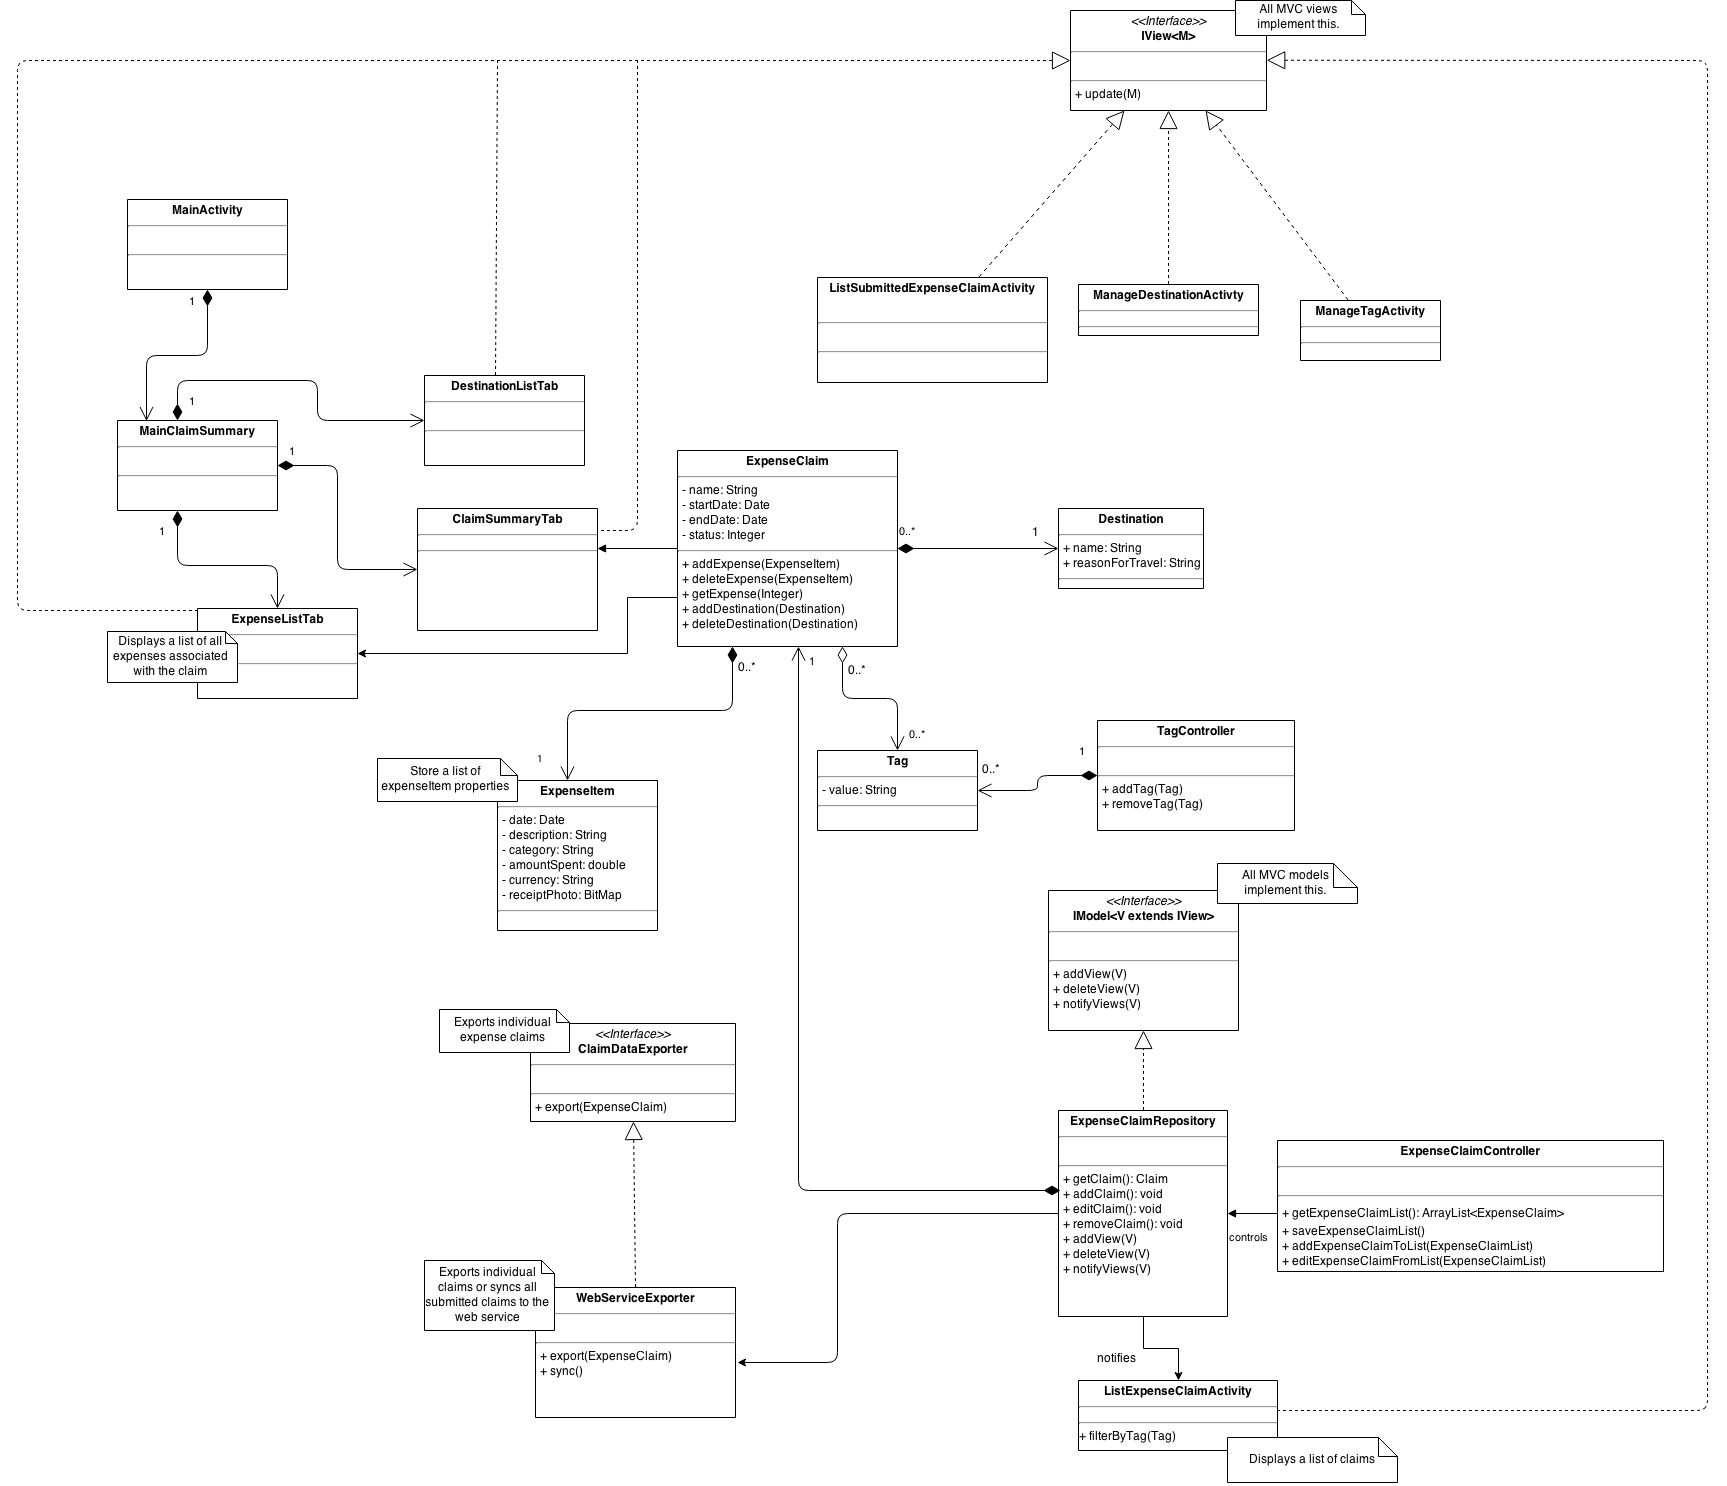 All MVC views
implement this.
<<Interface>>
IView<M>
+ update(M)
MainActivity
1
ListSubmittedExpenseClaimActivity
ManageDestinationActivty
ManageTagActivity
DestinationListTab
1
MainClaimSummary
1
1
ExpenseClaim
- name: String
- startDate: Date
- endDate: Date
- status: Integer
+ addExpense(ExpenseItem)
+ deleteExpense(ExpenseItem)
+ getExpense(Integer)
+ addDestination(Destination)
+ deleteDestination(Destination)
ClaimSummaryTab
0..*
1
Destination
+ name: String
+ reasonForTravel: String
ExpenseListTab
Displays a list of all
expenses associated
with the claim
0..*
1
0..*
0..*
1
Tag
- value: String
0..*
1
TagController
+ addTag(Tag)
+ removeTag(Tag)
Store a list of
expenseItem properties
ExpenseItem
- date: Date
- description: String
- category: String
- amountSpent: double
- currency: String
- receiptPhoto: BitMap
All MVC models
implement this.
<<Interface>>
IModel<V extends IView>
+ addView(V)
+ deleteView(V)
+ notifyViews(V)
Exports individual
expense claims
<<Interface>>
ClaimDataExporter
+ export(ExpenseClaim)
ExpenseClaimRepository
+ getClaim(): Claim
+ addClaim(): void
+ editClaim(): void
+ removeClaim(): void
+ addView(V)
+ deleteView(V)
+ notifyViews(V)
controls
ExpenseClaimController
+ getExpenseClaimList(): ArrayList<ExpenseClaim>
+ saveExpenseClaimList()
+ addExpenseClaimToList(ExpenseClaimList)
+ editExpenseClaimFromList(ExpenseClaimList)
Exports individual
claims or syncs all
submitted claims to the
web service
WebServiceExporter
+ export(ExpenseClaim)
+ sync()
notifies
ListExpenseClaimActivity
+ filterByTag(Tag)
Displays a list of claims